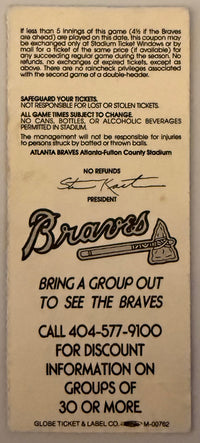 If less than 5 innings of this game (4½ if the Braves
are ahead) are played on this date, this coupon may
be exchanged only at Stadium Ticket Windows or by
mail for a ticket of the same price (if available) for
any succeeding regular game during the season. No
refunds, no exchanges of expired tickets, except as
above. There are no raincheck privileges associated
with the second game of a double-header.
SAFEGUARD YOUR TICKETS.
NOT RESPONSIBLE FOR LOST OR STOLEN TICKETS.
ALL GAME TIMES SUBJECT TO CHANGE.
NO CANS, BOTTLES, OR ALCOHOLIC BEVERAGES
PERMITTED IN STADIUM.
The management will not be responsible for injuries
to persons struck by batted or thrown balls.
ATLANTA BRAVES Atlanta-Fulton County Stadium
NO REFUNDS
PRESIDENT
Braves
BRING A GROUP OUT
TO SEE THE BRAVES
CALL 404-577-9100
FOR DISCOUNT
INFORMATION ON
GROUPS OF
30 OR MORE.
GLOBE TICKET & LABEL CO. M-00762